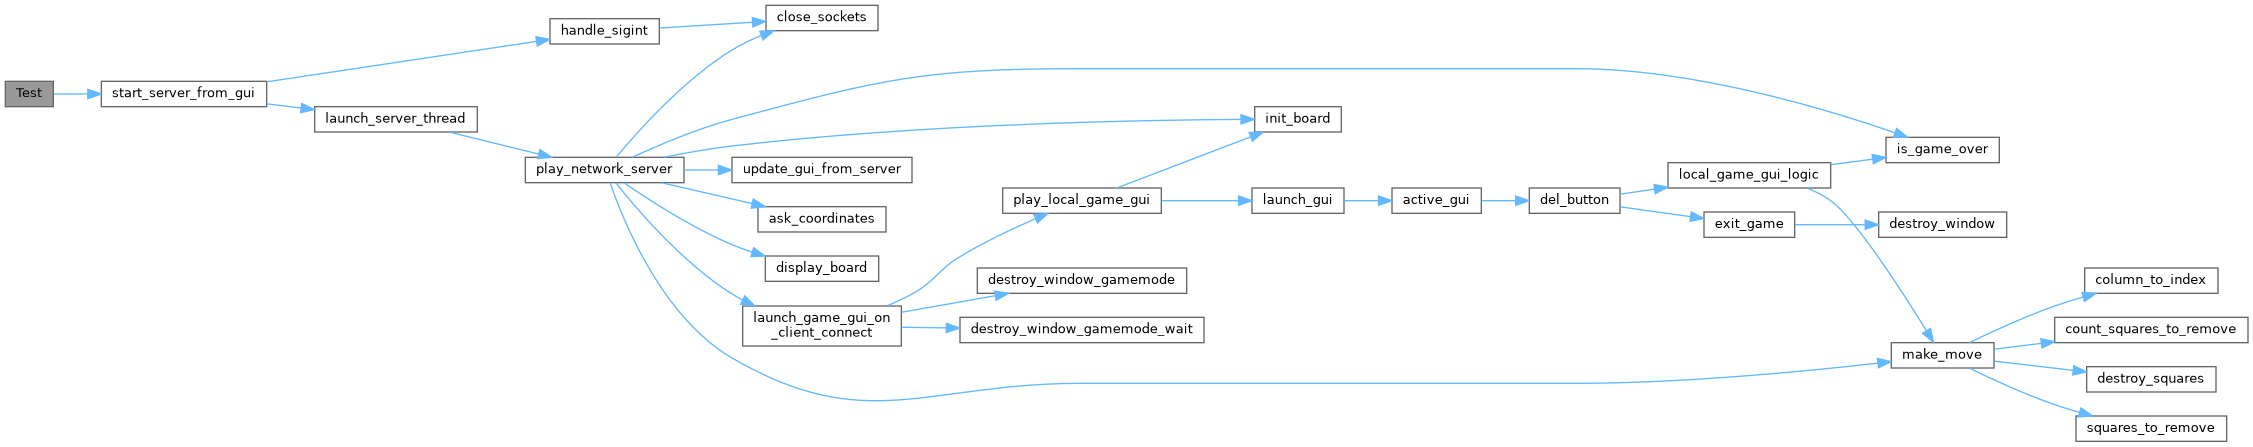 Test
start_server_from_gui
handle_sigint
close_sockets
launch_server_thread
play_network_server
update_gui_from_server
ask_coordinates
display_board
launch_game_gui_on
_client_connect
play_local_game_gui
destroy_window_gamemode
destroy_window_gamemode_wait
init_board
launch_gui
active_gui
del_button
local_game_gui_logic
is_game_over
exit_game
destroy_window
make_move
column_to_index
count_squares_to_remove
destroy_squares
squares_to_remove